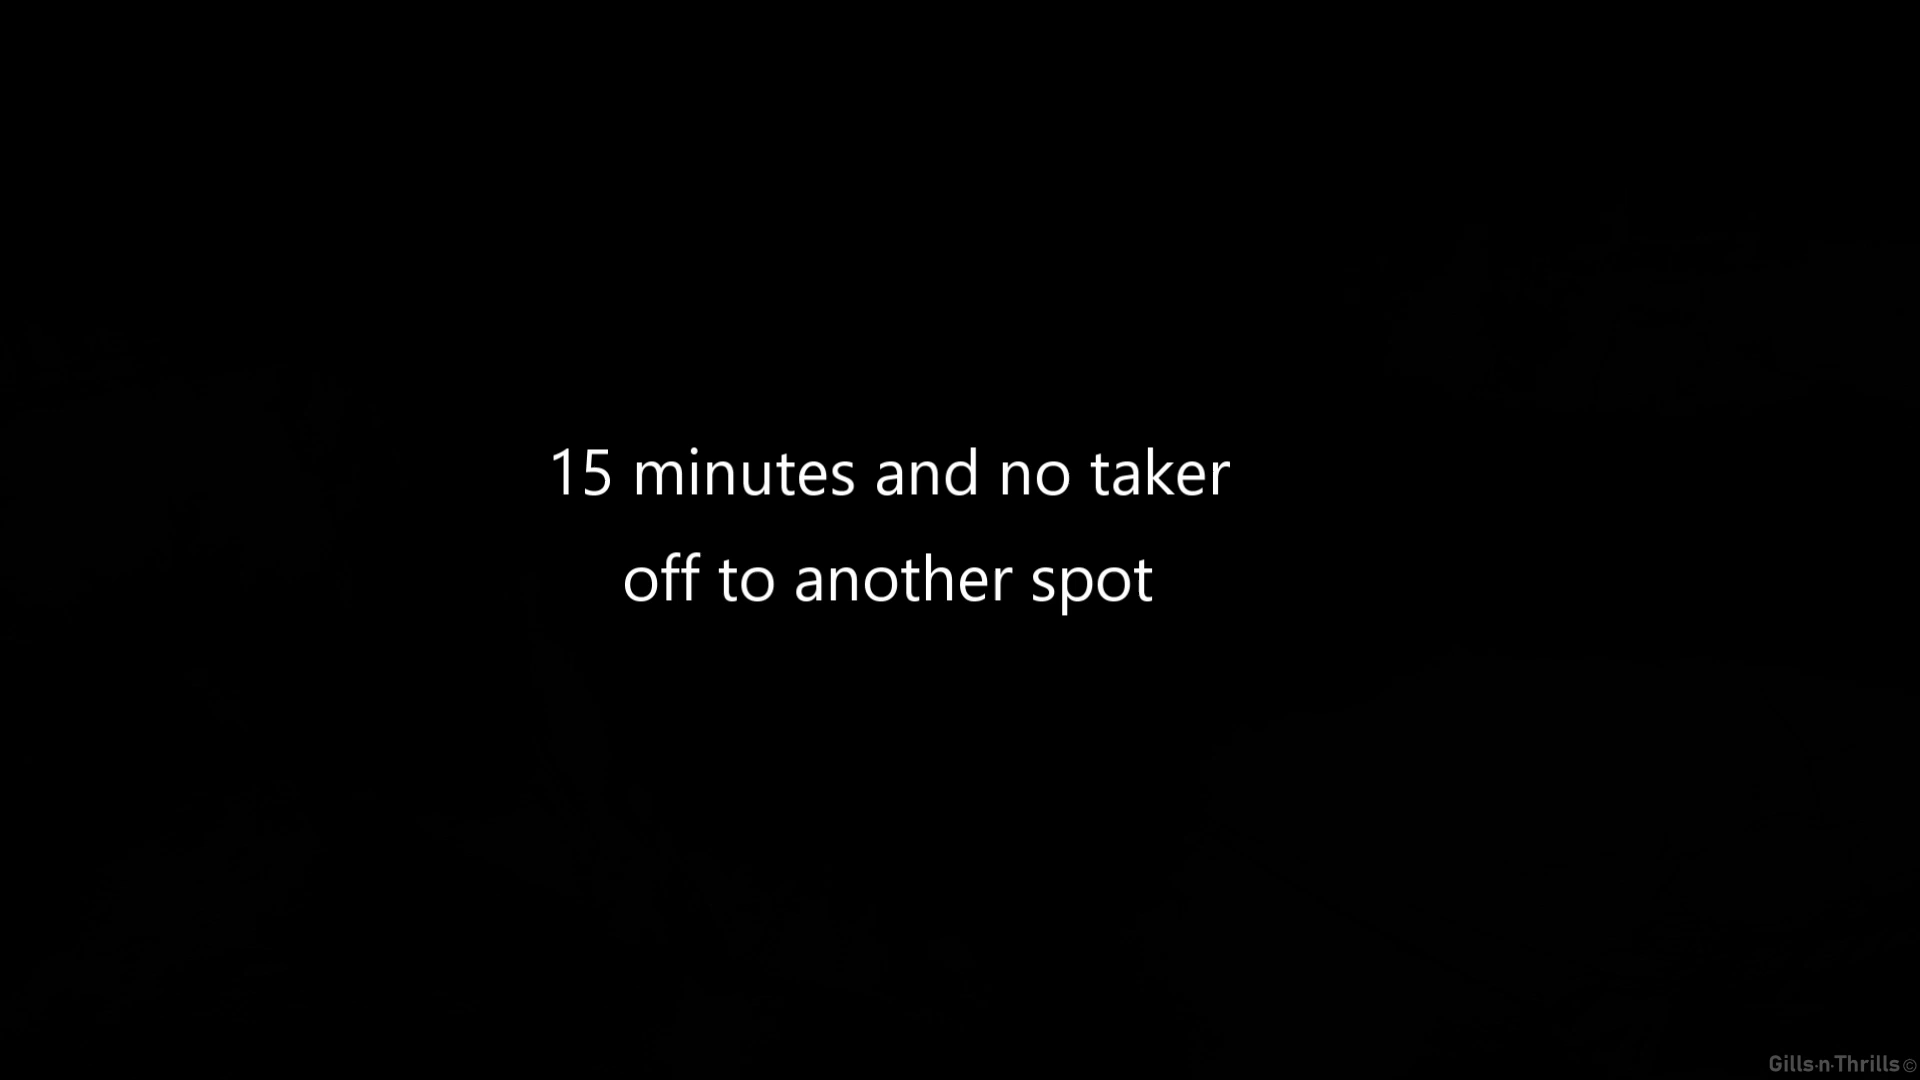 15 minutes and no taker
off to another spot
Gills-n-Thrills©